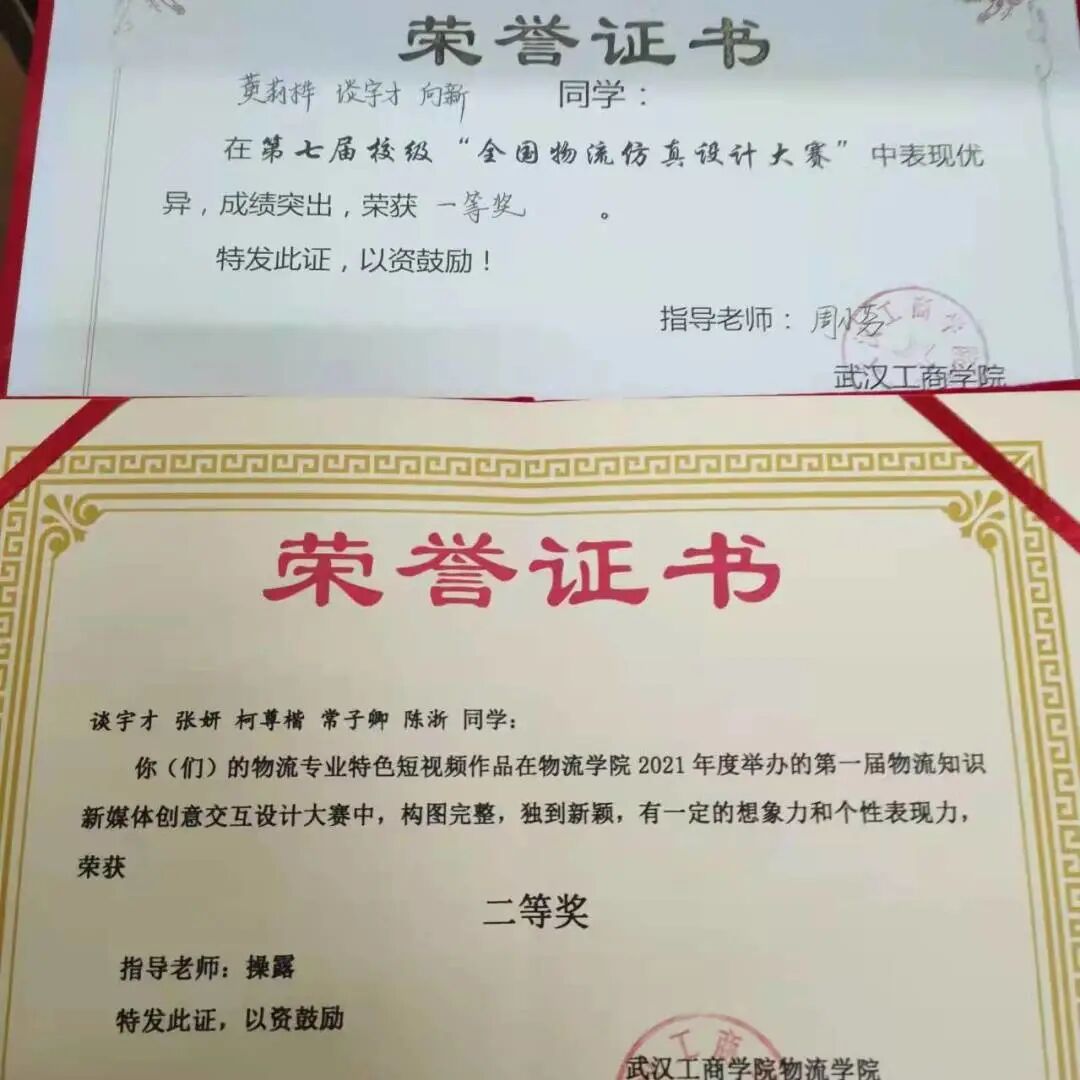 荣誉证书
黄莉桦 谈宇才 向新 同学：
在第七届校级“全国物流仿真设计大赛”中表现优
异，成绩突出，荣获 一等奖 。
特发此证，以资鼓励！
指导老师：周小芳
武汉工商学院
荣誉证书
谈宇才 张妍 柯尊楷 常子卿 陈浙 同学：
你（们）的物流专业特色短视频作品在物流学院 2021 年度举办的第一届物流知识
新媒体创意交互设计大赛中，构图完整，独到新颖，有一定的想象力和个性表现力，
荣获
二等奖
指导老师：操露
特发此证，以资鼓励
工商
武汉工商学院物流学院